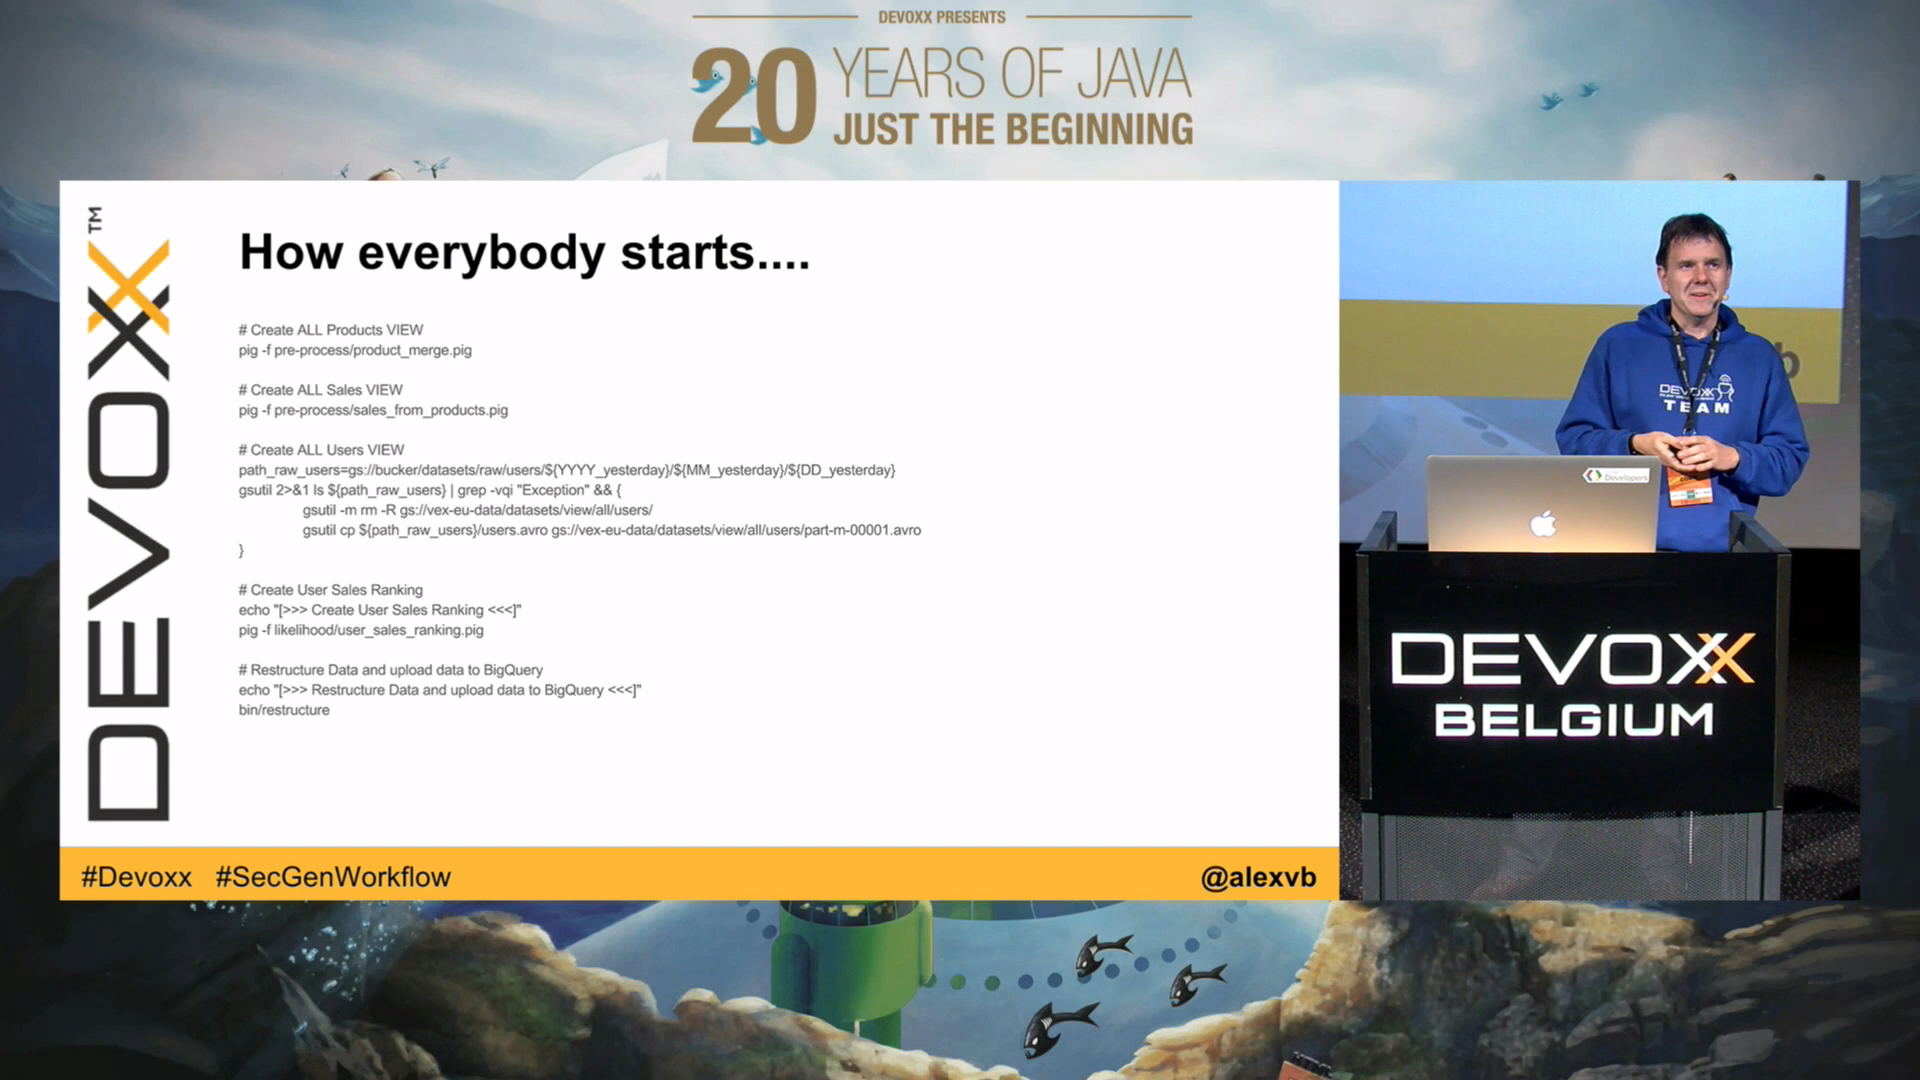 DEVOXX PRESENTS
20 YEARS OF JAVA
JUST THE BEGINNING
DEVOXX™
How everybody starts....
# Create ALL Products VIEW
pig -f pre-process/product_merge.pig
# Create ALL Sales VIEW
pig -f pre-process/sales_from_products.pig
# Create ALL Users VIEW
path_raw_users=gs://bucker/datasets/raw/users/${YYYY_yesterday}/${MM_yesterday}/${DD_yesterday}
gsutil 2>&1 ls ${path_raw_users} | grep -vqi "Exception" && {
gsutil -m rm -R gs://vex-eu-data/datasets/view/all/users/
gsutil cp ${path_raw_users}/users.avro gs://vex-eu-data/datasets/view/all/users/part-m-00001.avro
}
# Create User Sales Ranking
echo "[>>> Create User Sales Ranking <<<]"
pig -f likelihood/user_sales_ranking.pig
# Restructure Data and upload data to BigQuery
echo "[>>> Restructure Data and upload data to BigQuery <<<]"
bin/restructure
#Devoxx #SecGenWorkflow
@alexvb
b
DEVOXX
TEAM
Developers
DEVOXX
BELGIUM